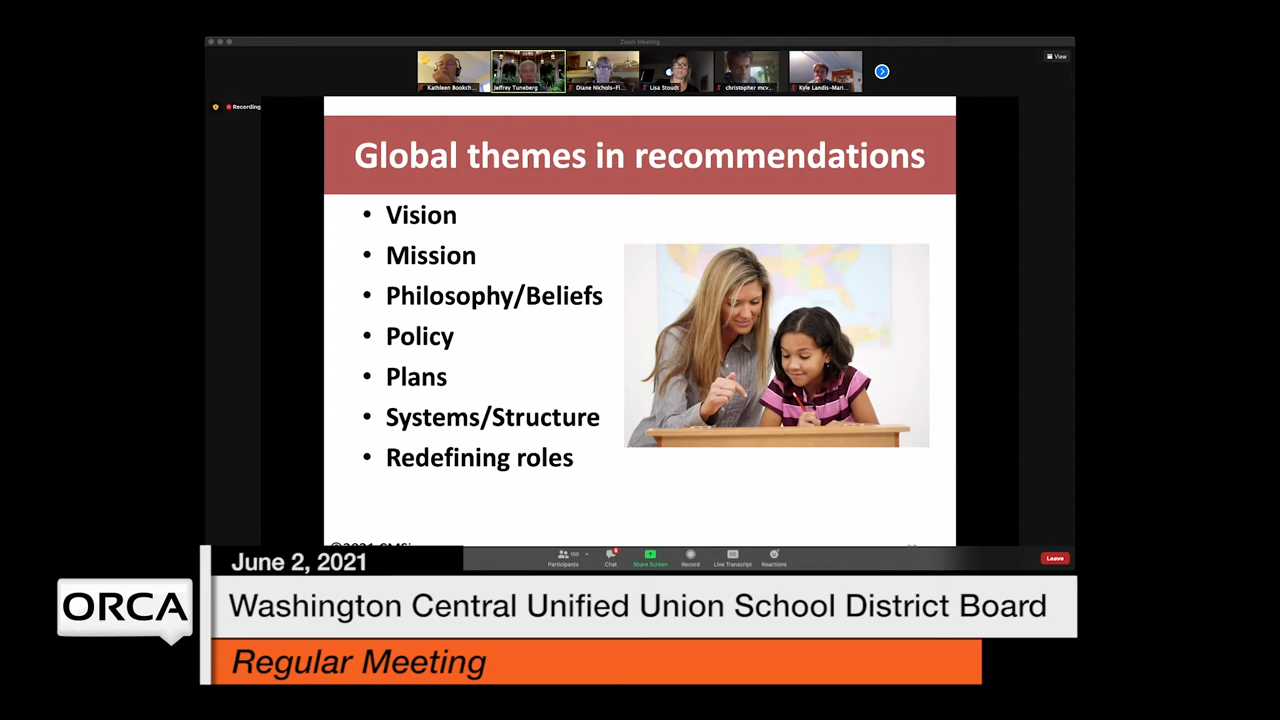 Zoom Meeting
View
Recording
Kathleen Bookch...
Jeffrey Tuneberg
Diane Nichols-Fl...
Lisa Stoudt
christopher mcv...
Kyle Landis-Mari...
Global themes in recommendations
• Vision
• Mission
• Philosophy/Beliefs
• Policy
• Plans
• Systems/Structure
• Redefining roles
100
Participants
Chat
Share Screen
Record
Live Transcript
Reactions
Leave
June 2, 2021
ORCA
Washington Central Unified Union School District Board
Regular Meeting